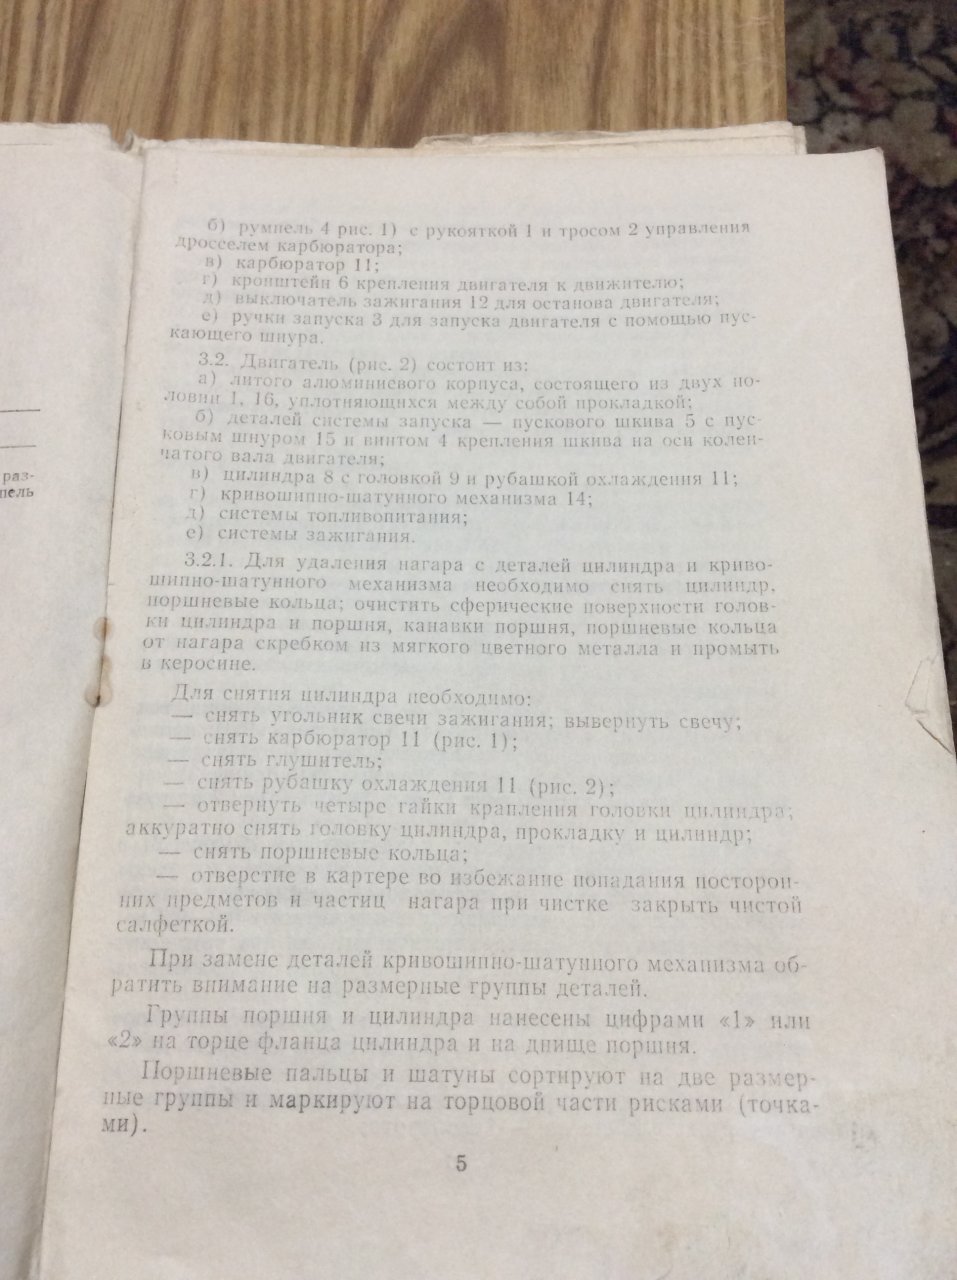 б) румпель 4 рис. 1) с рукояткой 1 и тросом 2 управления
дросселем карбюратора;
в) карбюратор 11;
г) кронштейн 6 крепления двигателя к движителю;
д) выключатель зажигания 12 для останова двигателя;
е) ручки запуска 3 для запуска двигателя с помощью пус-
кающего шнура.
3.2. Двигатель (рис. 2) состоит из:
а) литого алюминиевого корпуса, состоящего из двух по-
ловин 1, 16, уплотняющихся между собой прокладкой;
б) деталей системы запуска — пускового шкива 5 с пус-
ковым шнуром 15 и винтом 4 крепления шкива на оси колен-
чатого вала двигателя;
в) цилиндра 8 с головкой 9 и рубашкой охлаждения 11;
г) кривошипно-шатунного механизма 14;
д) системы топливопитания;
е) системы зажигания.
раз-
пель
3.2.1. Для удаления нагара с деталей цилиндра и криво-
шипно-шатунного механизма необходимо снять цилиндр,
поршневые кольца; очистить сферические поверхности голов-
ки цилиндра и поршня, канавки поршня, поршневые кольца
от нагара скребком из мягкого цветного металла и промыть
в керосине.
Для снятия цилиндра необходимо:
— снять угольник свечи зажигания; вывернуть свечу;
— снять карбюратор 11 (рис. 1);
— снять глушитель;
— снять рубашку охлаждения 11 (рис. 2);
— отвернуть четыре гайки крапления головки цилиндра;
аккуратно снять головку цилиндра, прокладку и цилиндр;
— снять поршневые кольца;
— отверстие в картере во избежание попадания посторон-
них предметов и частиц нагара при чистке закрыть чистой
салфеткой.
При замене деталей кривошипно-шатунного механизма об-
ратить внимание на размерные группы деталей.
Группы поршня и цилиндра нанесены цифрами «1» или
«2» на торце фланца цилиндра и на днище поршня.
Поршневые пальцы и шатуны сортируют на две размер-
ные группы и маркируют на торцовой части рисками (точка-
ми).
5